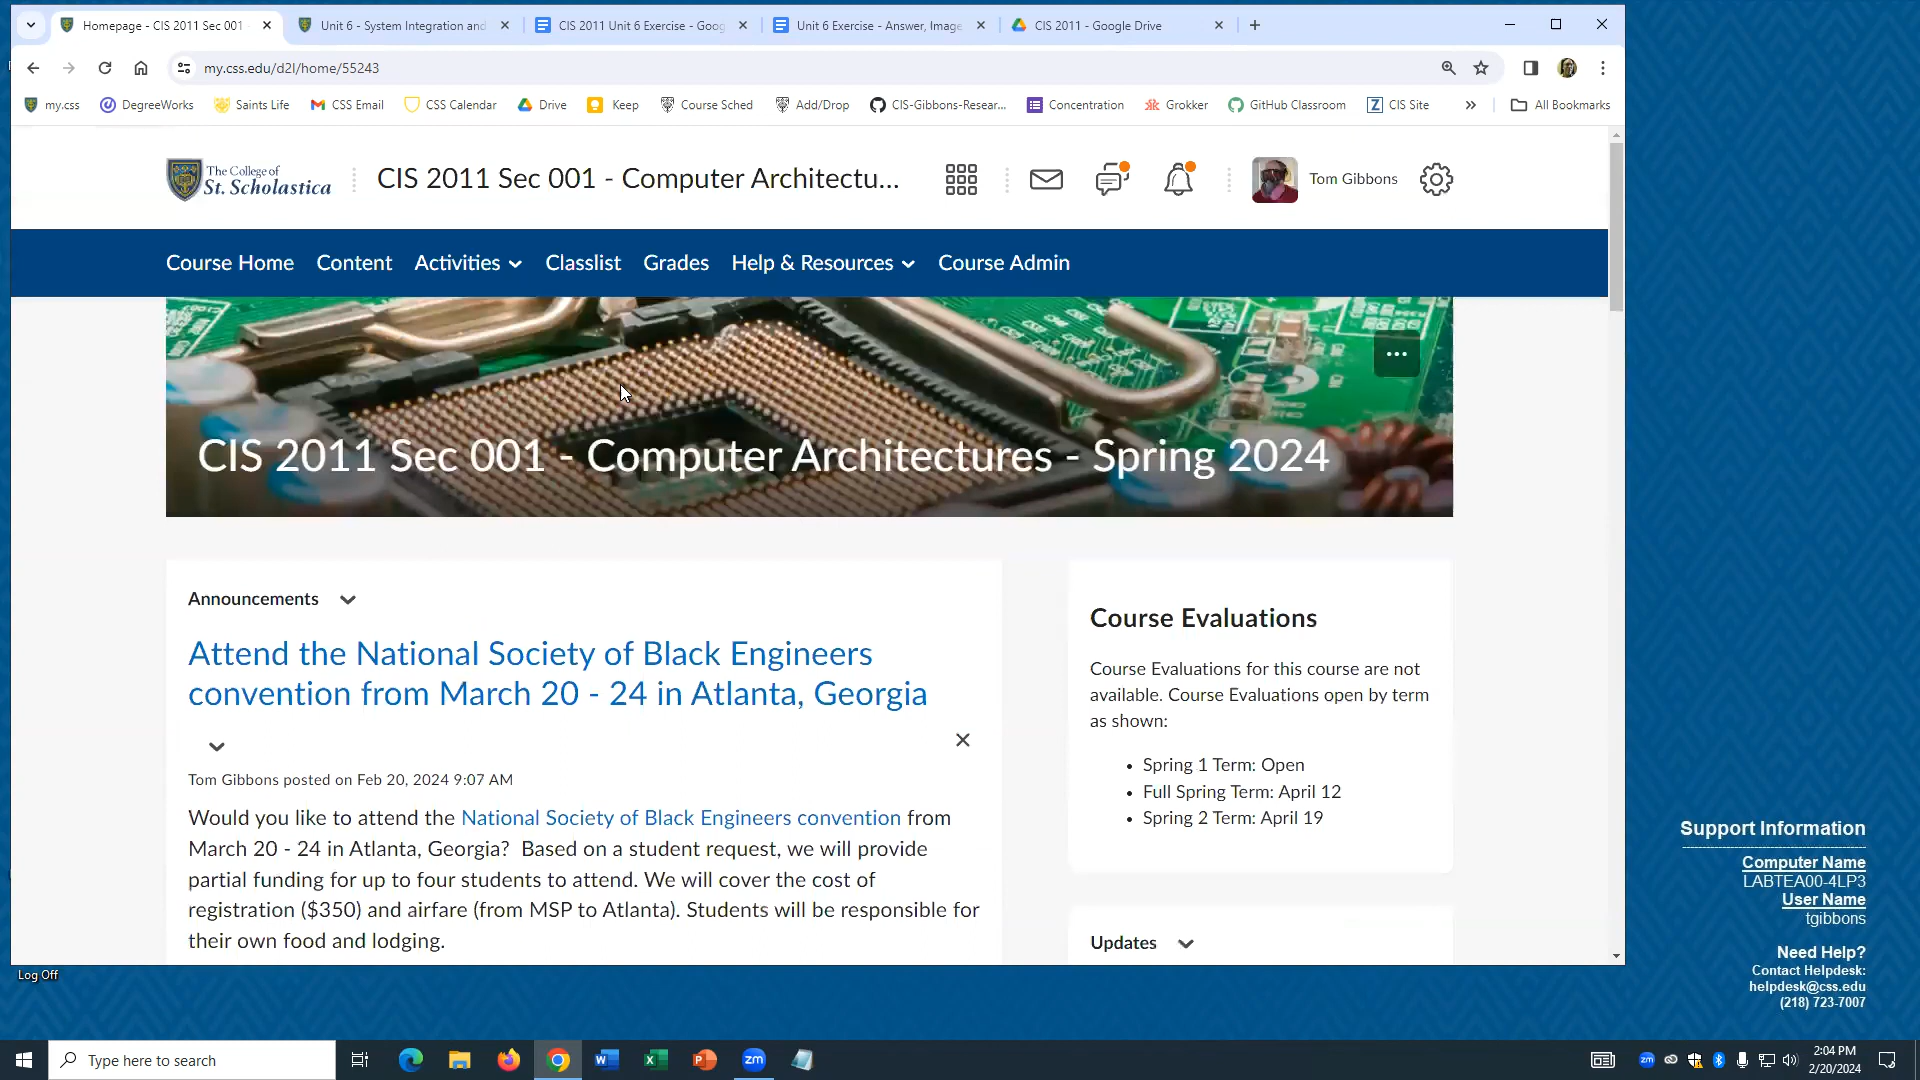 Homepage - CIS 2011 Sec 001 -
Unit 6 - System Integration and
CIS 2011 Unit 6 Exercise - Goog
Unit 6 Exercise - Answer, Image
CIS 2011 - Google Drive
my.css.edu/d2l/home/55243
my.css
DegreeWorks
Saints Life
CSS Email
CSS Calendar
Drive
Keep
Course Sched
Add/Drop
CIS-Gibbons-Resear...
Concentration
Grokker
GitHub Classroom
CIS Site
All Bookmarks
The College of
St. Scholastica
CIS 2011 Sec 001 - Computer Architectu...
Tom Gibbons
Course Home
Content
Activities
Classlist
Grades
Help & Resources
Course Admin
CIS 2011 Sec 001 - Computer Architectures - Spring 2024
Announcements
Attend the National Society of Black Engineers
convention from March 20 - 24 in Atlanta, Georgia
Tom Gibbons posted on Feb 20, 2024 9:07 AM
Would you like to attend the National Society of Black Engineers convention from
March 20 - 24 in Atlanta, Georgia? Based on a student request, we will provide
partial funding for up to four students to attend. We will cover the cost of
registration ($350) and airfare (from MSP to Atlanta). Students will be responsible for
their own food and lodging.
Course Evaluations
Course Evaluations for this course are not
available. Course Evaluations open by term
as shown:
• Spring 1 Term: Open
• Full Spring Term: April 12
• Spring 2 Term: April 19
Updates
Support Information
Computer Name
LABTEA00-4LP3
User Name
tgibbons
Need Help?
Contact Helpdesk:
helpdesk@css.edu
(218) 723-7007
Log Off
Type here to search
zm
zm
2:04 PM
2/20/2024